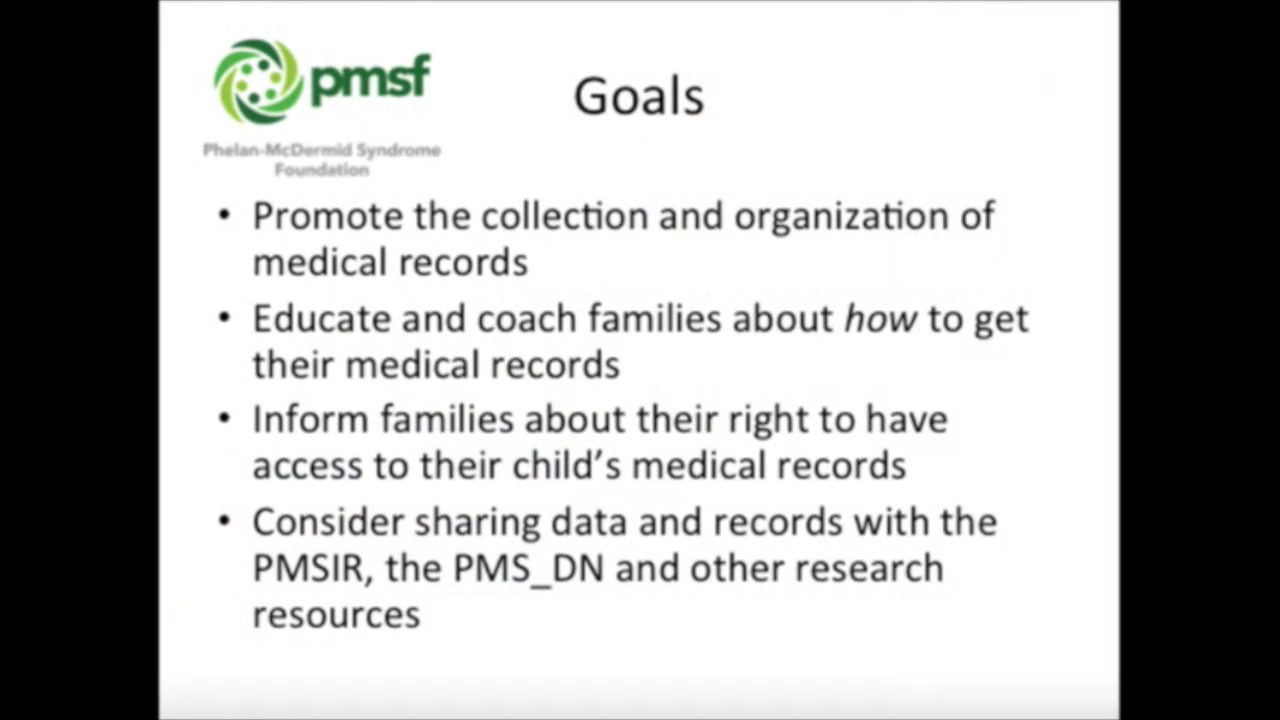 pmsf
Phelan-McDermid Syndrome
Foundation
Goals
• Promote the collection and organization of
medical records
• Educate and coach families about how to get
their medical records
• Inform families about their right to have
access to their child’s medical records
• Consider sharing data and records with the
PMSIR, the PMS_DN and other research
resources